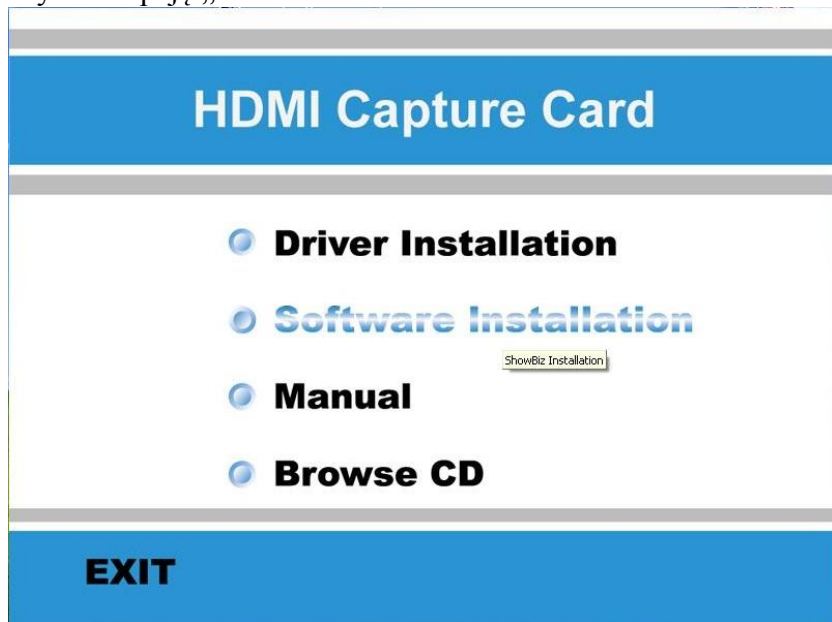 HDMI Capture Card
Driver Installation
Software Installation
ShowBiz Installation
Manual
Browse CD
EXIT